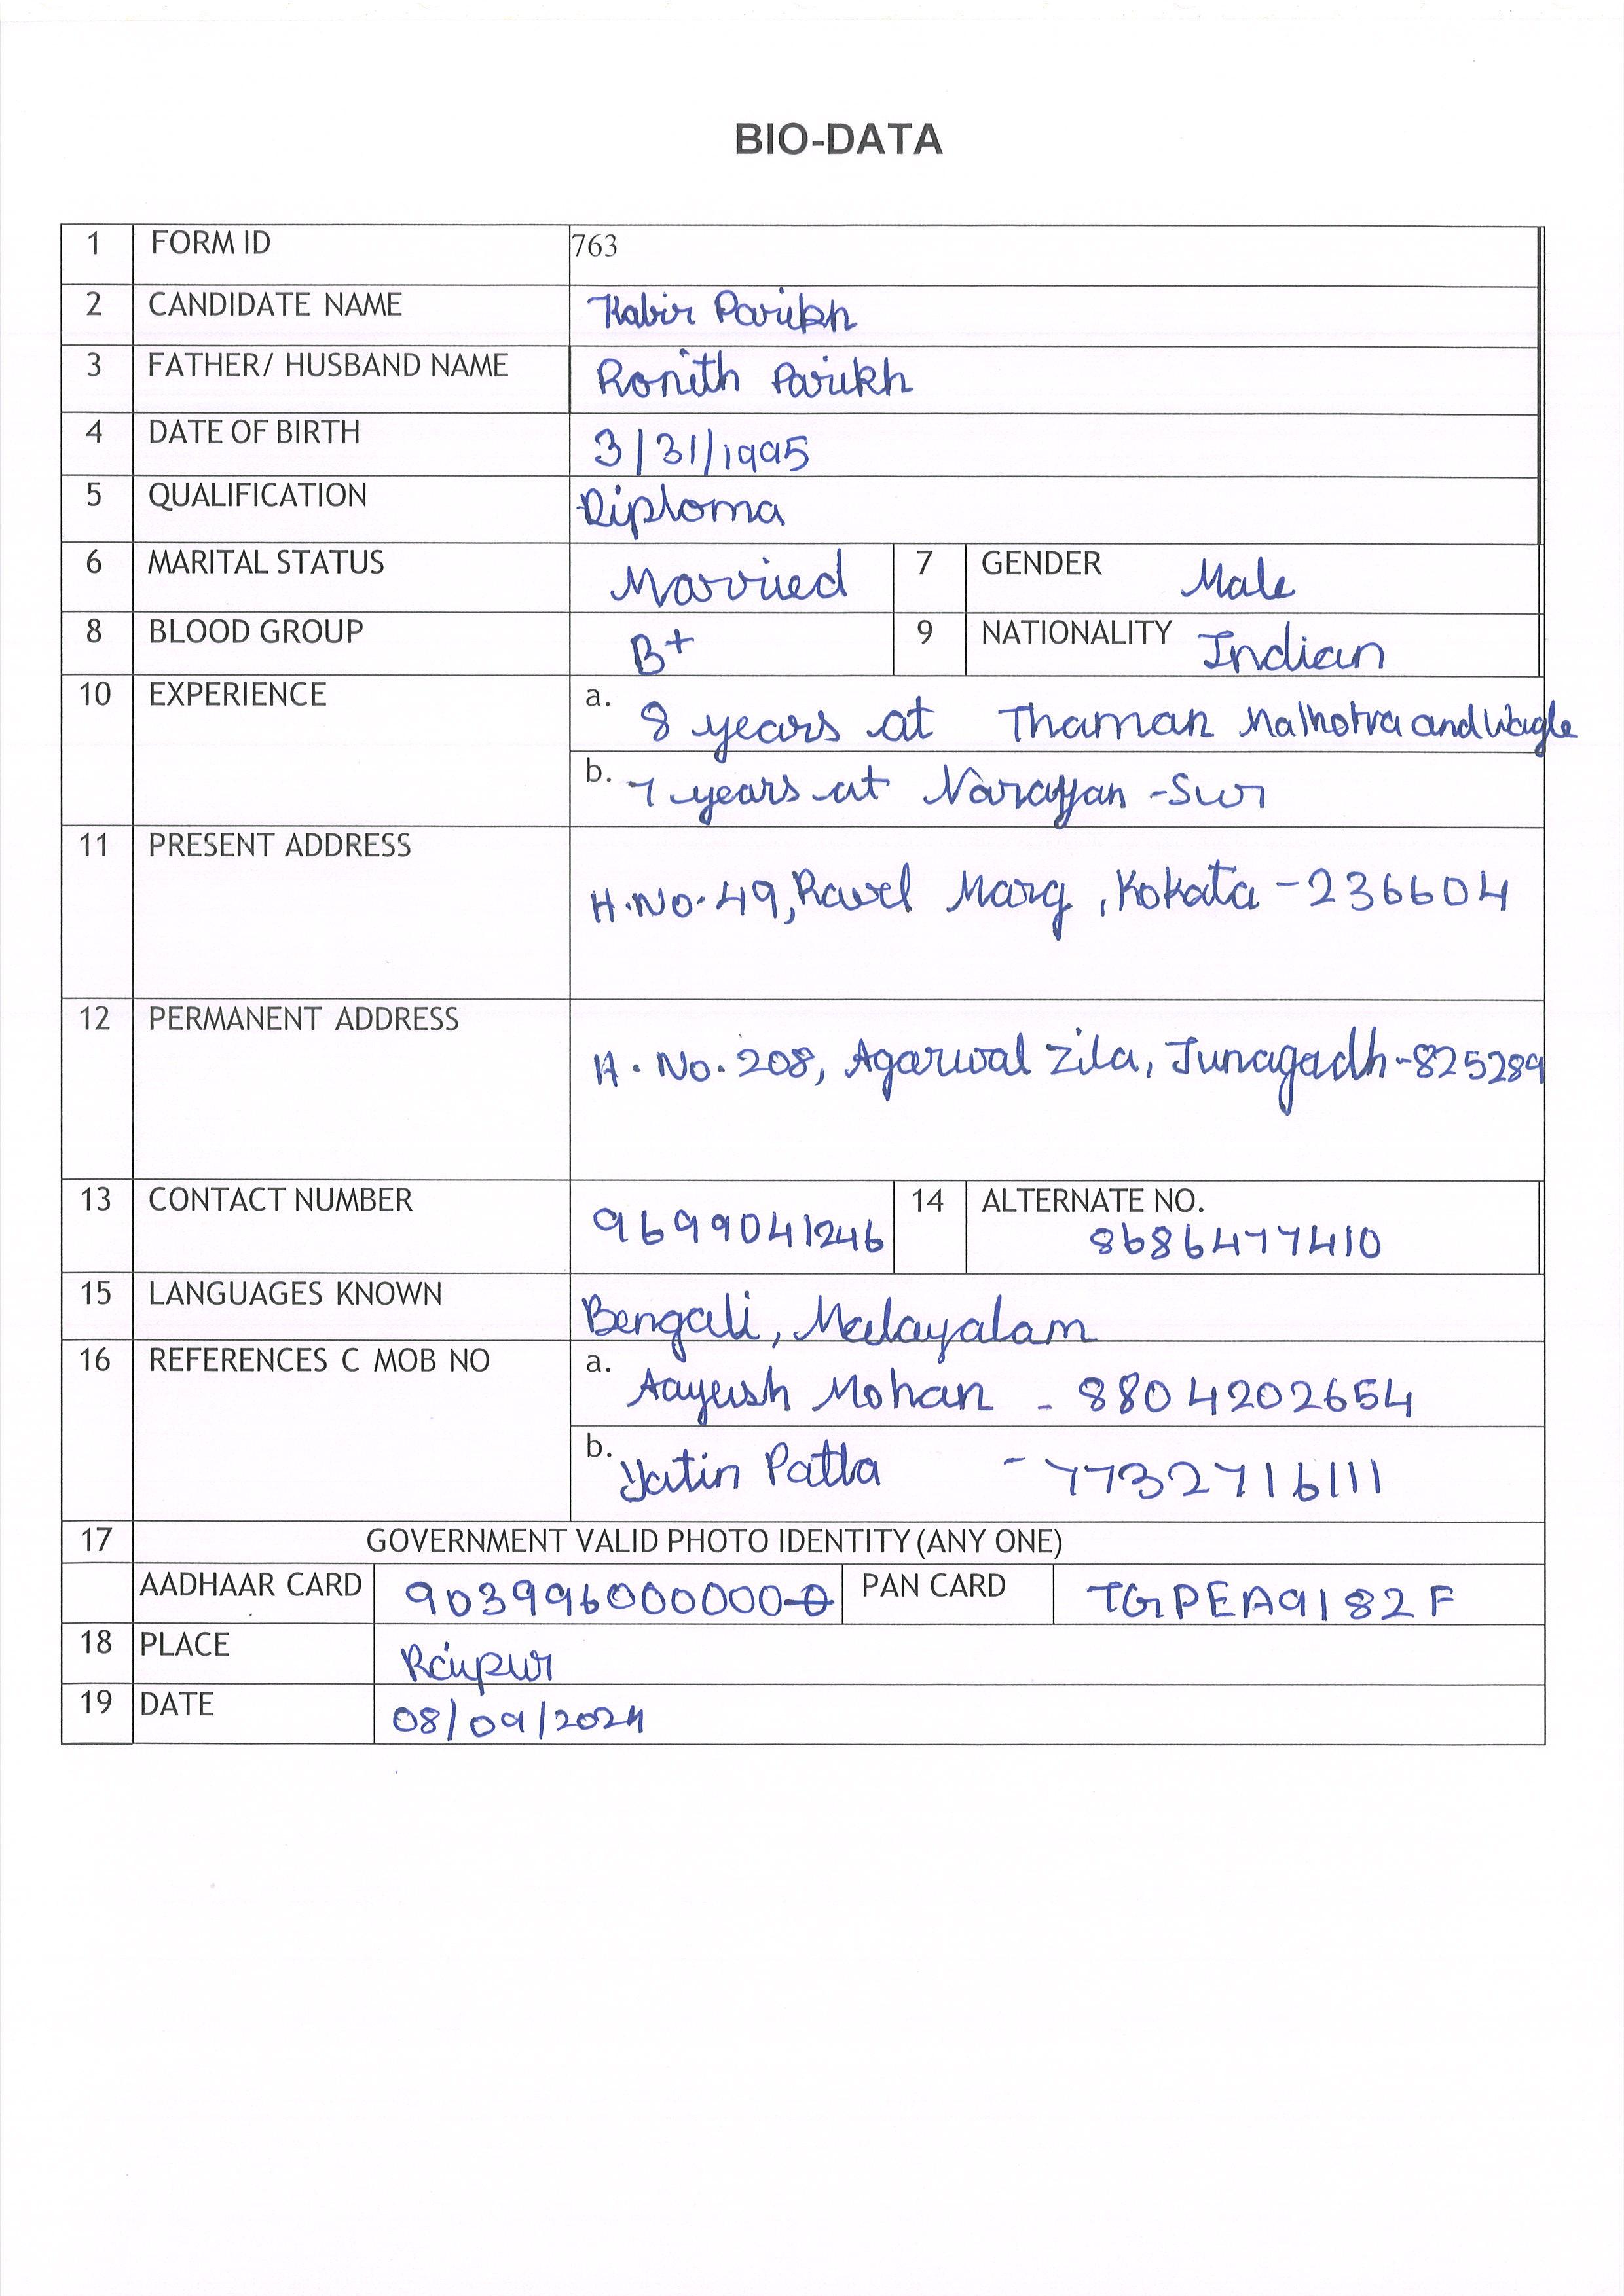 BIO-DATA
1 FORM ID 763
2 CANDIDATE NAME Kabir Parikh
3 FATHER/ HUSBAND NAME Ronith Parikh
4 DATE OF BIRTH 3/31/1995
5 QUALIFICATION Diploma
6 MARITAL STATUS Married 7 GENDER Male
8 BLOOD GROUP B+ 9 NATIONALITY Indian
10 EXPERIENCE a. 8 years at Thaman Malhotra and Wagle
b. 7 years at Narayan -Sur
11 PRESENT ADDRESS
H.No.49, Ravel Marg, Kokata -236604
12 PERMANENT ADDRESS
H. No. 208, Agarwal Zila, Junagadh-825289
13 CONTACT NUMBER 9699041246 14 ALTERNATE NO.
8686477410
15 LANGUAGES KNOWN Bengali, Malayalam
16 REFERENCES C MOB NO a. Aayush Mohan - 8804202654
b. Yatin Patla - 7732716111
17 GOVERNMENT VALID PHOTO IDENTITY (ANY ONE)
AADHAAR CARD 903996000000 PAN CARD TGPEA9182F
18 PLACE Raipur
19 DATE 08/09/2024